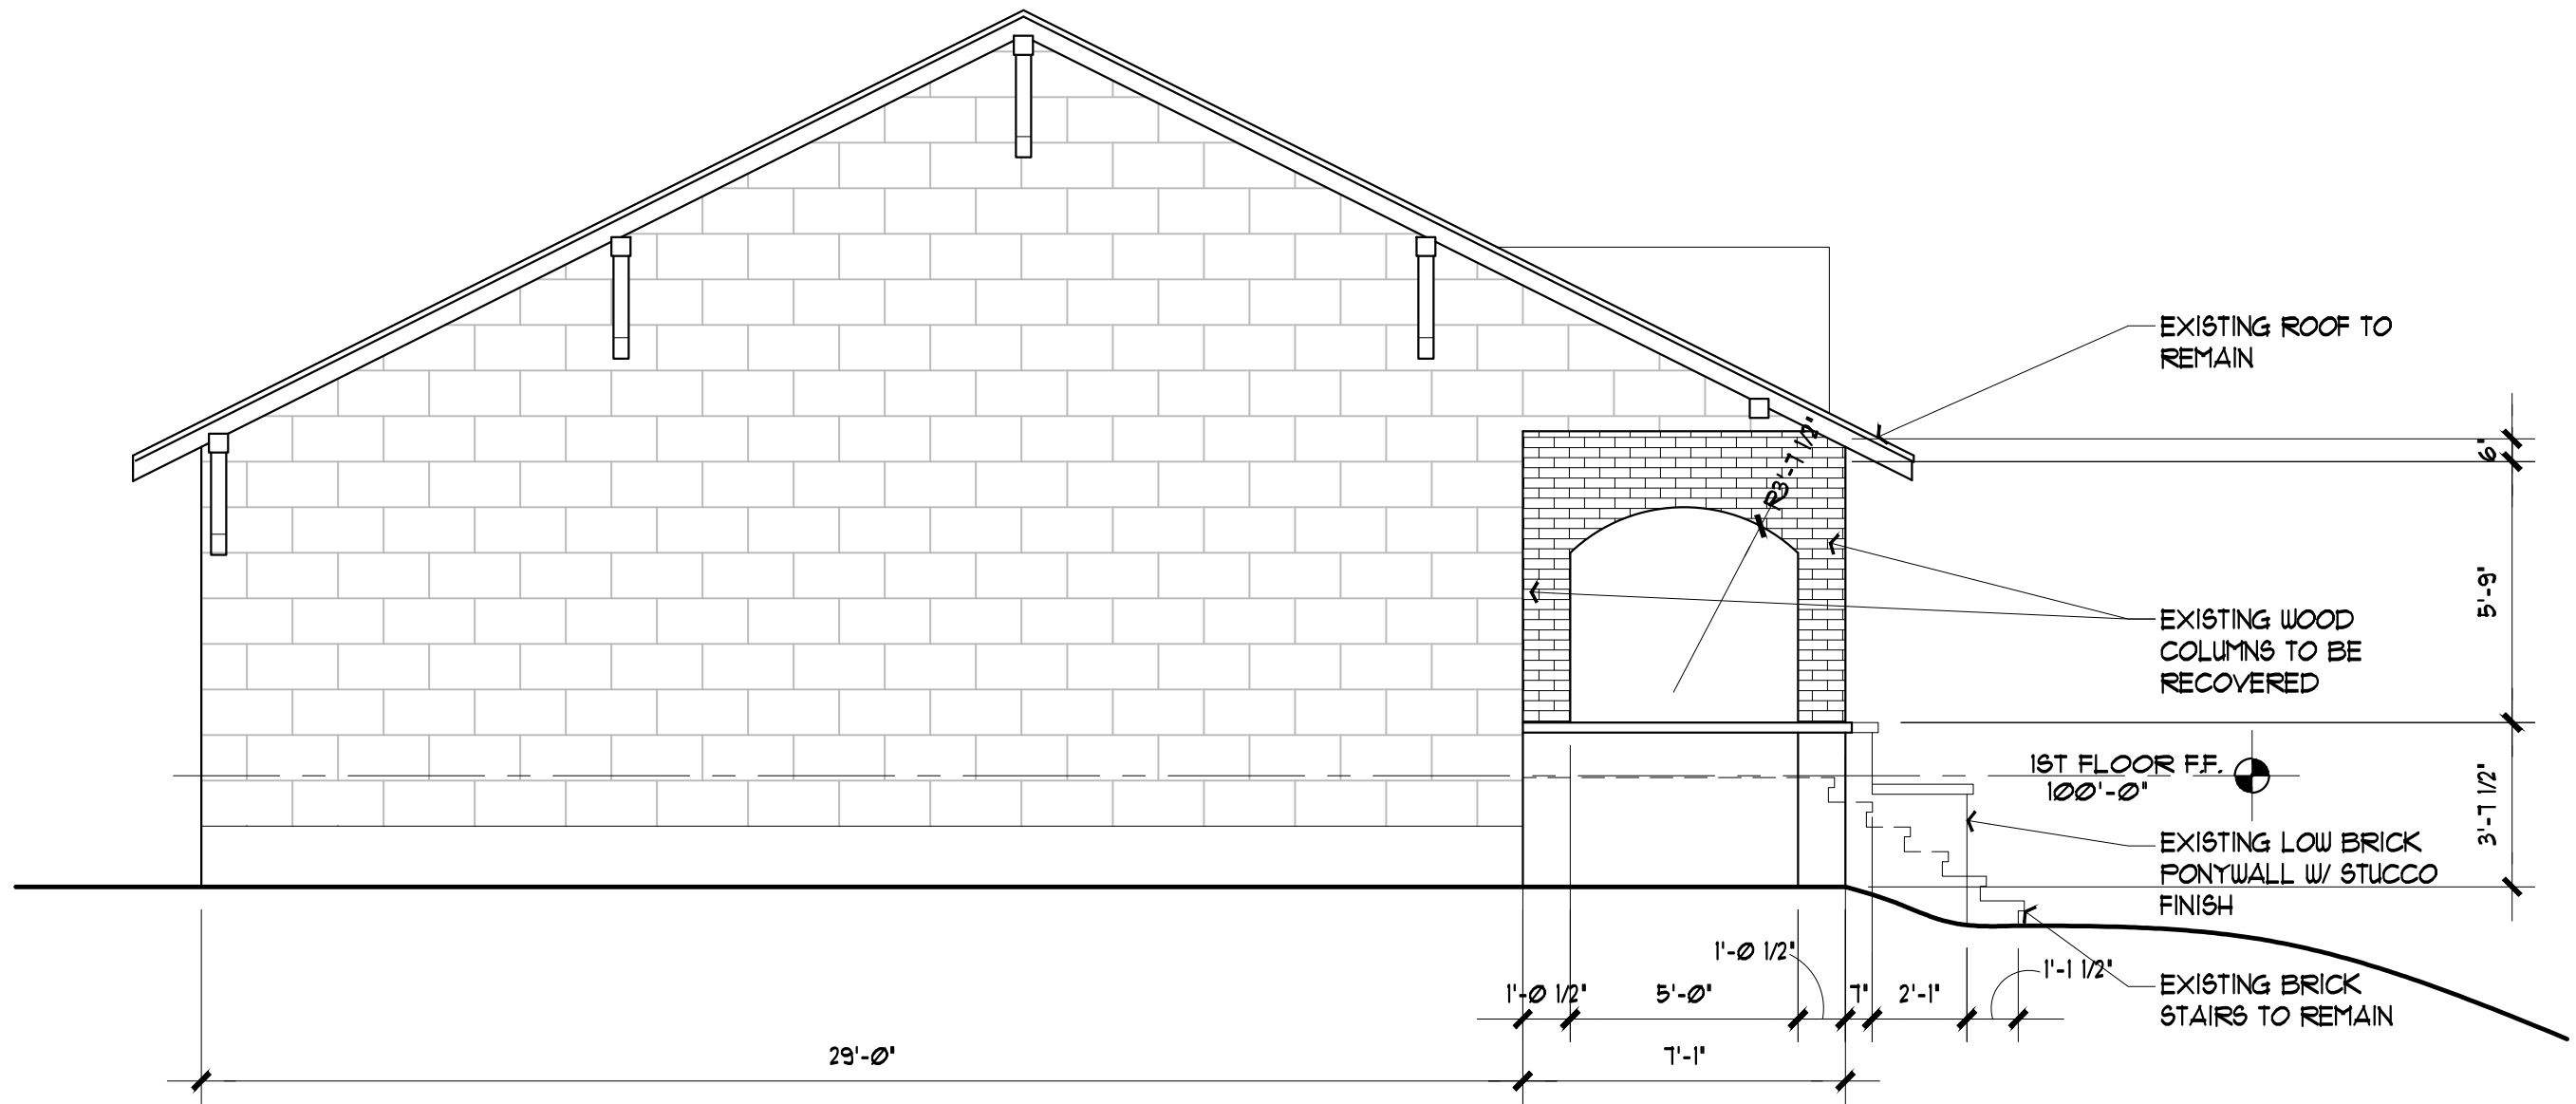 EXISTING ROOF TO
REMAIN
R3'-7 1/2"
6"
5'-9"
EXISTING WOOD
COLUMNS TO BE
RECOVERED
1ST FLOOR F.F.
100'-0"
3'-7 1/2"
EXISTING LOW BRICK
PONYWALL W/ STUCCO
FINISH
EXISTING BRICK
STAIRS TO REMAIN
1'-0 1/2"
1'-1 1/2"
1'-0 1/2"
5'-0"
7"
2'-1"
29'-0"
7'-1"